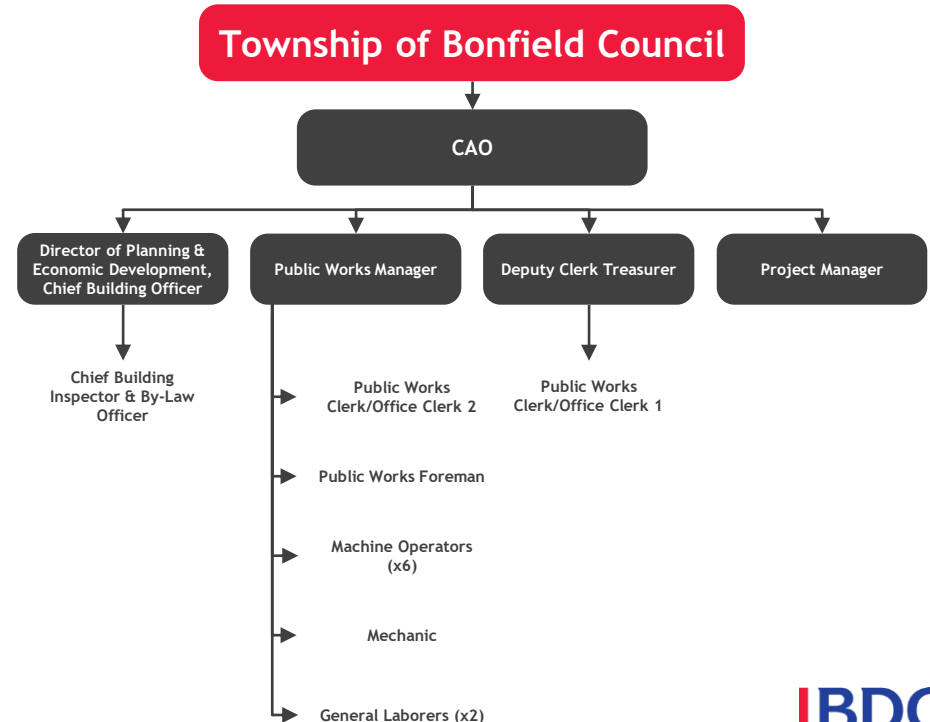 Township of Bonfield Council
CAO
Director of Planning &
Economic Development,
Chief Building Officer
Public Works Manager
Deputy Clerk Treasurer
Project Manager
Chief Building
Inspector & By-Law
Officer
Public Works
Clerk/Office Clerk 2
Public Works
Clerk/Office Clerk 1
Public Works Foreman
Machine Operators
(x6)
Mechanic
General Laborers (x2)
BDO